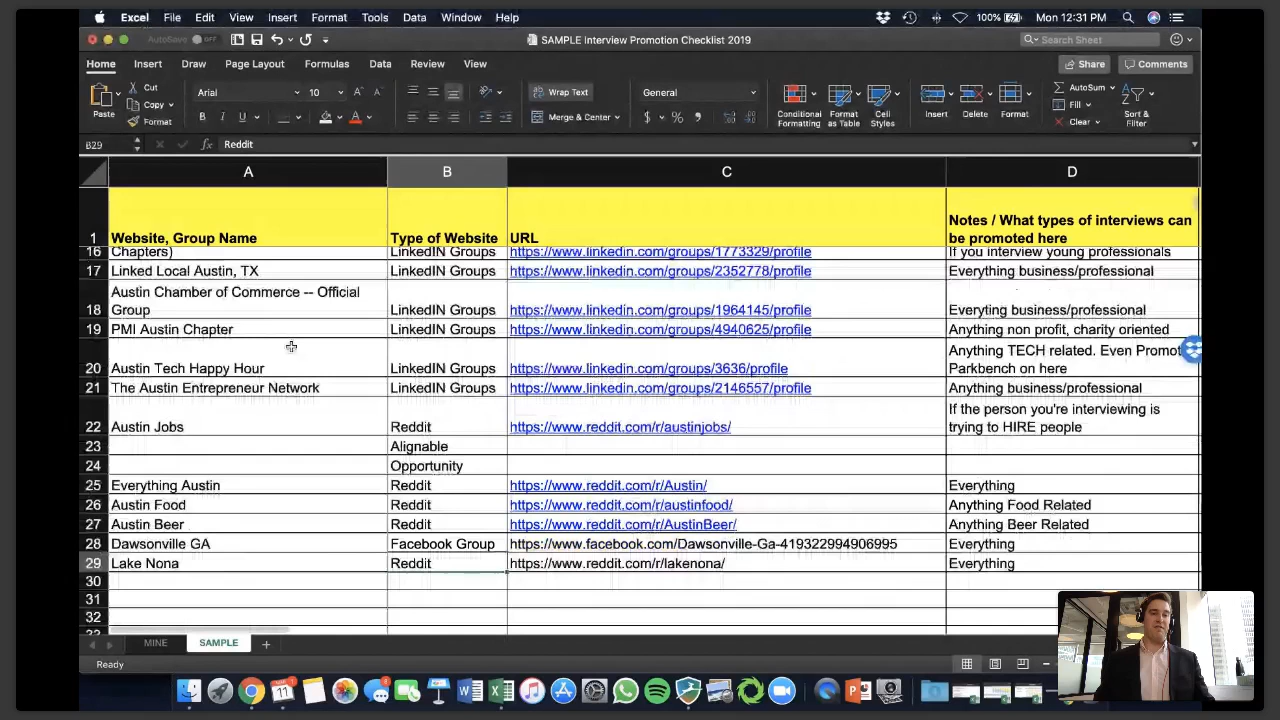 Excel File Edit View Insert Format Tools Data Window Help 100% Mon 12:31 PM
AutoSave OFF SAMPLE Interview Promotion Checklist 2019 Search Sheet
Home Insert Draw Page Layout Formulas Data Review View Share Comments
Paste Cut Copy Format
Arial 10 A A Wrap Text General
B I U A Merge & Center $ % 
Conditional Formatting Format as Table Cell Styles Insert Delete Format
AutoSum Fill Clear Sort & Filter
B29 fx Reddit
A B C D
1 Website, Group Name Type of Website URL Notes / What types of interviews can be promoted here
16 Chapters) LinkedIN Groups https://www.linkedin.com/groups/1773329/profile If you interview young professionals
17 Linked Local Austin, TX LinkedIN Groups https://www.linkedin.com/groups/2352778/profile Everything business/professional
18 Austin Chamber of Commerce -- Official Group LinkedIN Groups https://www.linkedin.com/groups/1964145/profile Everyting business/professional
19 PMI Austin Chapter LinkedIN Groups https://www.linkedin.com/groups/4940625/profile Anything non profit, charity oriented
20 Austin Tech Happy Hour LinkedIN Groups https://www.linkedin.com/groups/3636/profile Anything TECH related. Even Promot Parkbench on here
21 The Austin Entrepreneur Network LinkedIN Groups https://www.linkedin.com/groups/2146557/profile Anything business/professional
22 Austin Jobs Reddit https://www.reddit.com/r/austinjobs/ If the person you're interviewing is trying to HIRE people
23 Alignable
24 Opportunity
25 Everything Austin Reddit https://www.reddit.com/r/Austin/ Everything
26 Austin Food Reddit https://www.reddit.com/r/austinfood/ Anything Food Related
27 Austin Beer Reddit https://www.reddit.com/r/AustinBeer/ Anything Beer Related
28 Dawsonville GA Facebook Group https://www.facebook.com/Dawsonville-Ga-419322994906995 Everything
29 Lake Nona Reddit https://www.reddit.com/r/lakenona/ Everything
30
31
32
MINE SAMPLE +
Ready